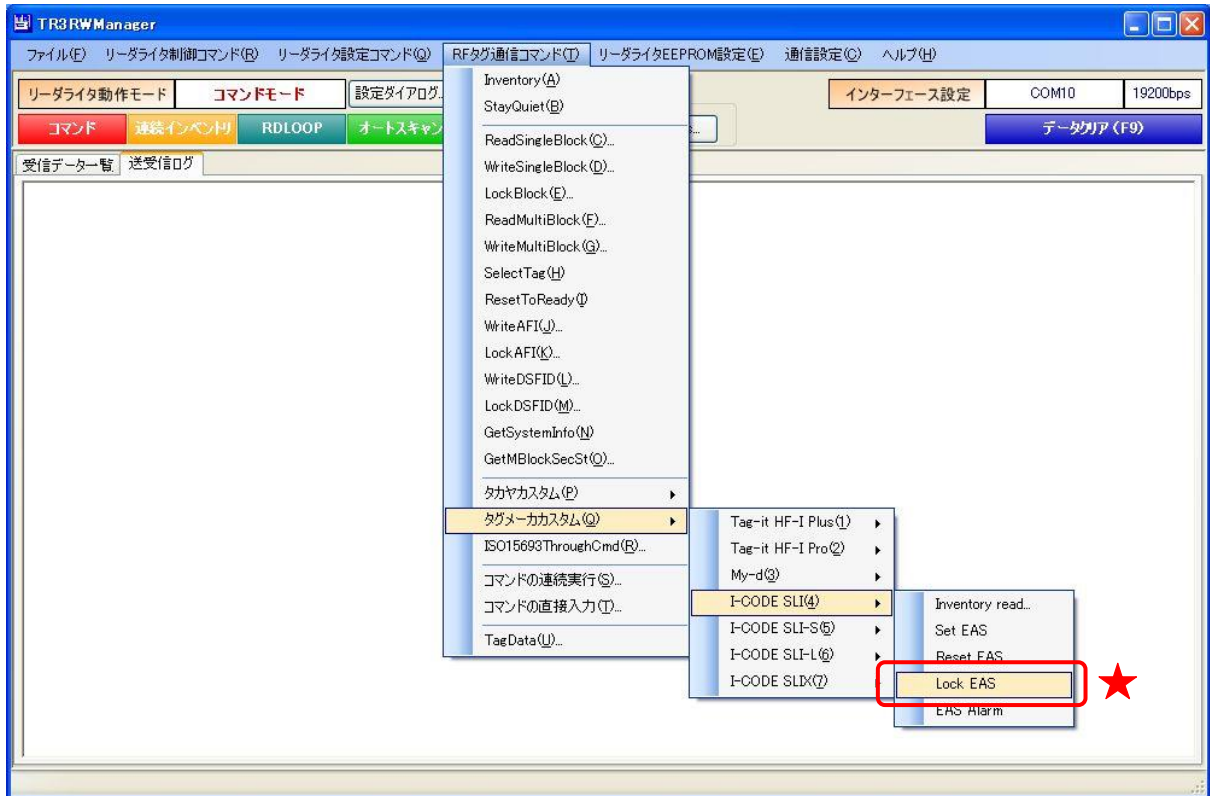 TR3RWManager
ファイル(F) リーダライタ制御コマンド(R) リーダライタ設定コマンド(Q) RFタグ通信コマンド(T) リーダライタEEPROM設定(E) 通信設定(C) ヘルプ(H)
リーダライタ動作モード コマンドモード 設定ダイアログ... インターフェース設定 COM10 19200bps
コマンド 連続インベントリ RDLOOP オートスキャン データクリア(F9)
受信データ一覧 送受信ログ
Inventory(A)
StayQuiet(B)
ReadSingleBlock(C)...
WriteSingleBlock(D)...
LockBlock(E)...
ReadMultiBlock(F)...
WriteMultiBlock(G)...
SelectTag(H)
ResetToReady(I)
WriteAFI(J)...
LockAFI(K)...
WriteDSFID(L)...
LockDSFID(M)...
GetSystemInfo(N)
GetMBlockSecSt(O)...
タカヤカスタム(P)
タグメーカカスタム(Q)
ISO15693ThroughCmd(R)...
コマンドの連続実行(S)...
コマンドの直接入力(T)...
TagData(U)...
Tag-it HF-I Plus(1)
Tag-it HF-I Pro(2)
My-d(3)
I-CODE SLI(4)
I-CODE SLI-S(5)
I-CODE SLI-L(6)
I-CODE SLIX(7)
Inventory read...
Set EAS
Reset EAS
Lock EAS
EAS Alarm